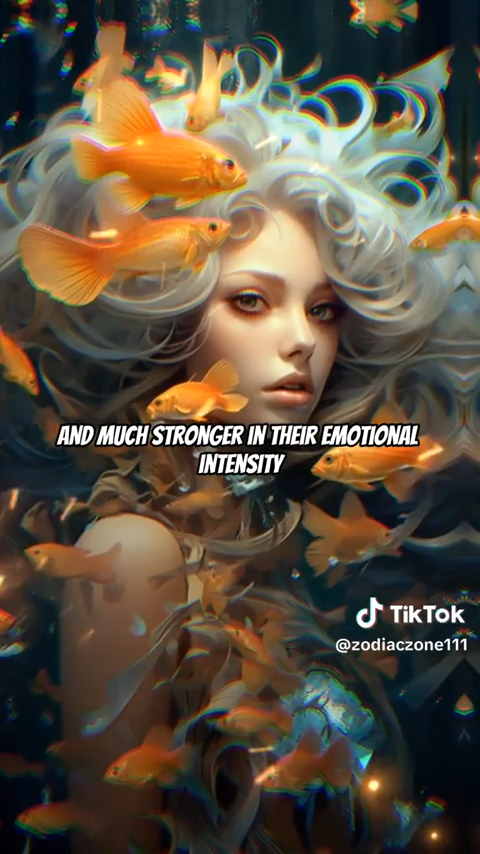 AND MUCH STRONGER IN THEIR EMOTIONAL
INTENSITY
TikTok
@zodiaczone111